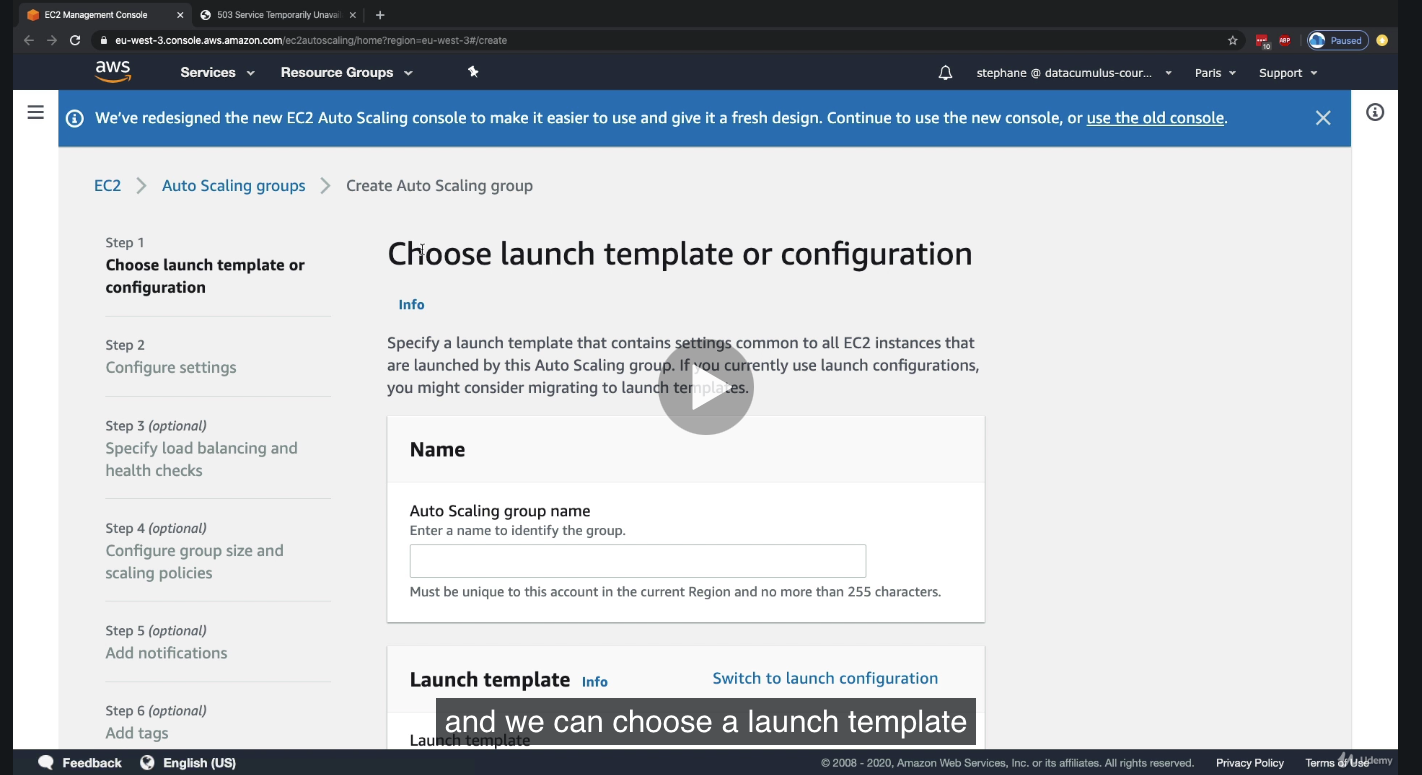 EC2 Management Console
503 Service Temporarily Unavai
eu-west-3.console.aws.amazon.com/ec2autoscaling/home?region=eu-west-3#/create
10
ABP
Paused
aws
Services
Resource Groups
stephane @ datacumulus-cour...
Paris
Support
We've redesigned the new EC2 Auto Scaling console to make it easier to use and give it a fresh design. Continue to use the new console, or use the old console.
EC2 > Auto Scaling groups > Create Auto Scaling group
Step 1
Choose launch template or
configuration
Step 2
Configure settings
Step 3 (optional)
Specify load balancing and
health checks
Step 4 (optional)
Configure group size and
scaling policies
Step 5 (optional)
Add notifications
Step 6 (optional)
Add tags
Choose launch template or configuration
Info
Specify a launch template that contains settings common to all EC2 instances that
are launched by this Auto Scaling group. If you currently use launch configurations,
you might consider migrating to launch templates.
Name
Auto Scaling group name
Enter a name to identify the group.
Must be unique to this account in the current Region and no more than 255 characters.
Launch template Info
Switch to launch configuration
Launch template
and we can choose a launch template
Feedback
English (US)
© 2008 - 2020, Amazon Web Services, Inc. or its affiliates. All rights reserved.
Privacy Policy
Terms of Use
Udemy